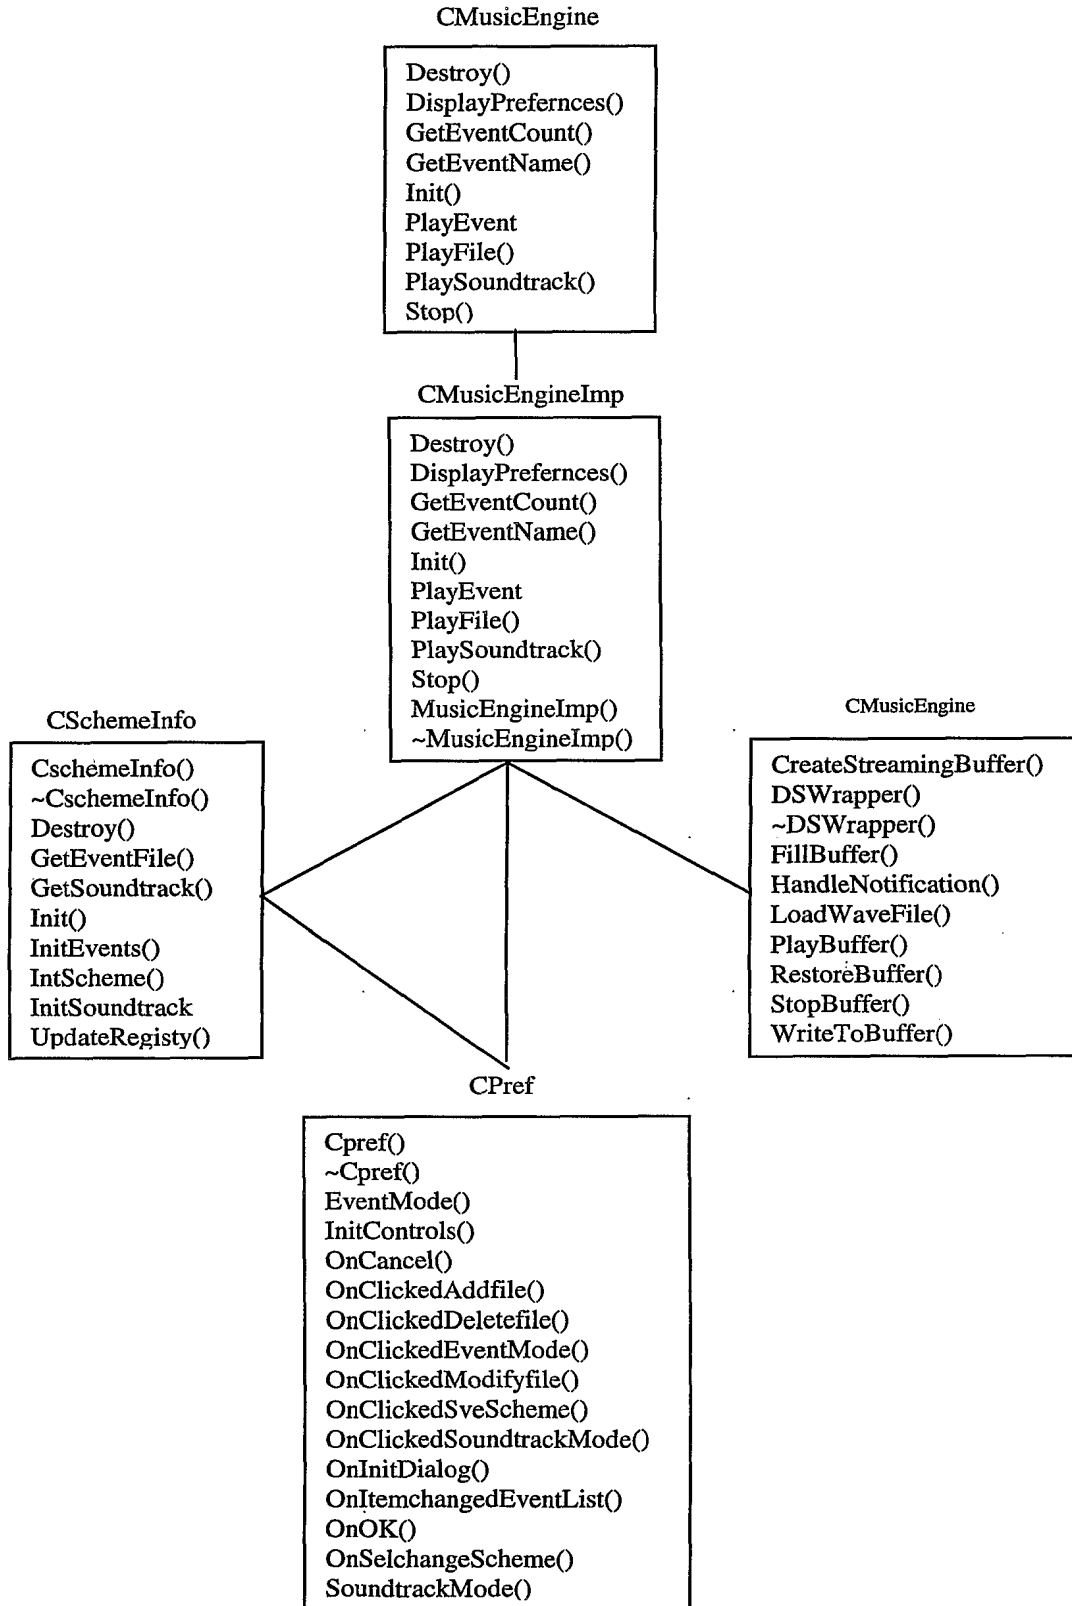 CMusicEngine
Destroy()
DisplayPrefernces()
GetEventCount()
GetEventName()
Init()
PlayEvent
PlayFile()
PlaySoundtrack()
Stop()
CMusicEngineImp
Destroy()
DisplayPrefernces()
GetEventCount()
GetEventName()
Init()
PlayEvent
PlayFile()
PlaySoundtrack()
Stop()
MusicEngineImp()
~MusicEngineImp()
CSchemeInfo
CschemeInfo()
~CschemeInfo()
Destroy()
GetEventFile()
GetSoundtrack()
Init()
InitEvents()
IntScheme()
InitSoundtrack
UpdateRegisty()
CMusicEngine
CreateStreamingBuffer()
DSWrapper()
~DSWrapper()
FillBuffer()
HandleNotification()
LoadWaveFile()
PlayBuffer()
RestoreBuffer()
StopBuffer()
WriteToBuffer()
CPref
Cpref()
~Cpref()
EventMode()
InitControls()
OnCancel()
OnClickedAddfile()
OnClickedDeletefile()
OnClickedEventMode()
OnClickedModifyfile()
OnClickedSveScheme()
OnClickedSoundtrackMode()
OnInitDialog()
OnItemchangedEventList()
OnOK()
OnSelchangeScheme()
SoundtrackMode()